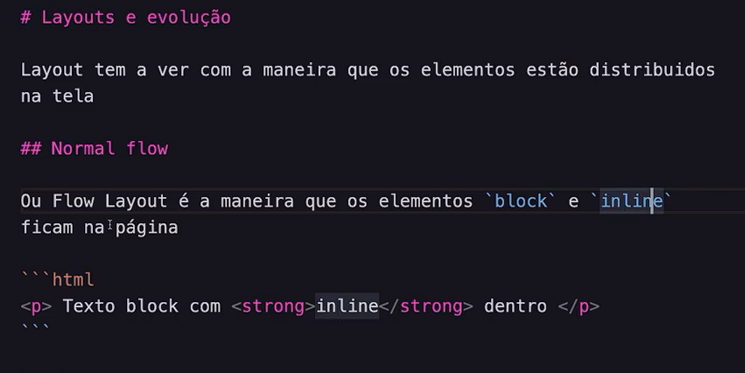 # Layouts e evolução
Layout tem a ver com a maneira que os elementos estão distribuidos
na tela
## Normal flow
Ou Flow Layout é a maneira que os elementos `block` e `inline`
ficam na página
```html
<p> Texto block com <strong>inline</strong> dentro </p>
```